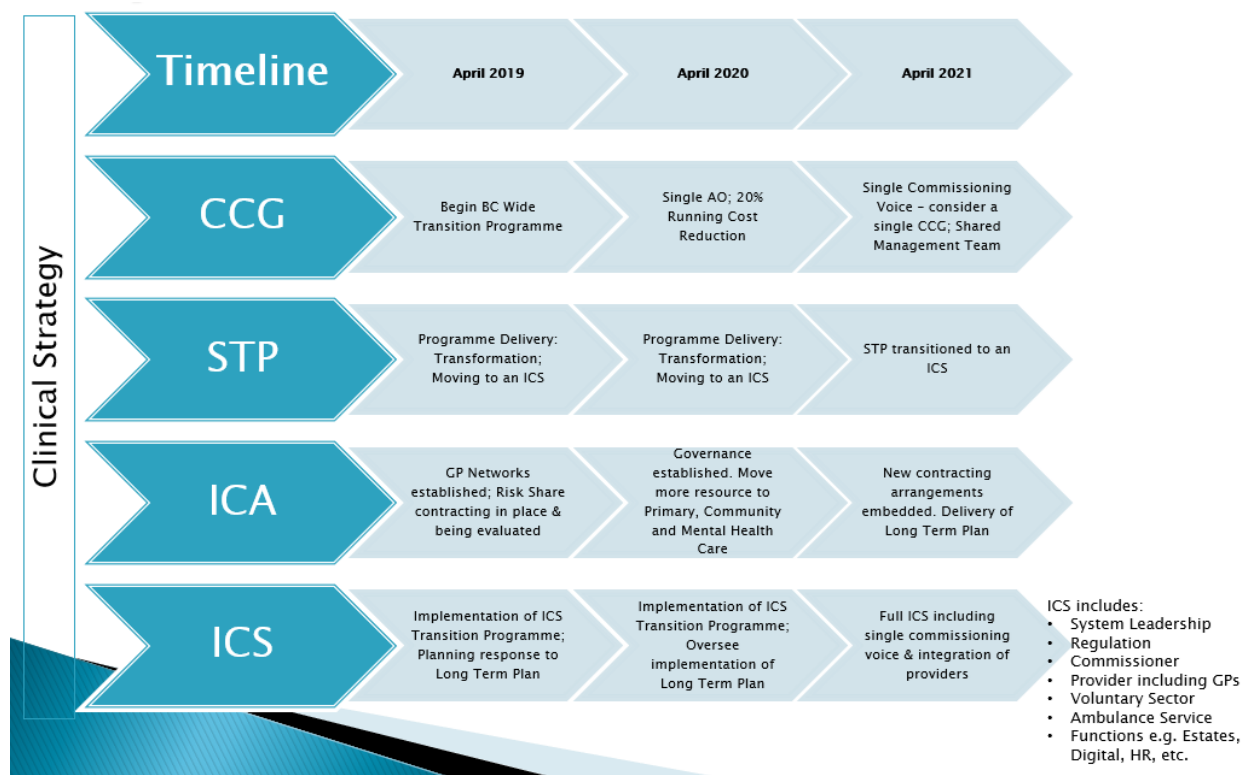 Clinical Strategy
Timeline
April 2019
April 2020
April 2021
CCG
Begin BC Wide
Transition Programme
Single AO; 20%
Running Cost
Reduction
Single Commissioning
Voice – consider a
single CCG; Shared
Management Team
STP
Programme Delivery:
Transformation;
Moving to an ICS
Programme Delivery:
Transformation;
Moving to an ICS
STP transitioned to an
ICS
ICA
GP Networks
established; Risk Share
contracting in place &
being evaluated
Governance
established. Move
more resource to
Primary, Community
and Mental Health
Care
New contracting
arrangements
embedded. Delivery of
Long Term Plan
ICS
Implementation of ICS
Transition Programme;
Planning response to
Long Term Plan
Implementation of ICS
Transition Programme;
Oversee
implementation of
Long Term Plan
Full ICS including
single commissioning
voice & integration of
providers
ICS includes:
• System Leadership
• Regulation
• Commissioner
• Provider including GPs
• Voluntary Sector
• Ambulance Service
• Functions e.g. Estates,
Digital, HR, etc.